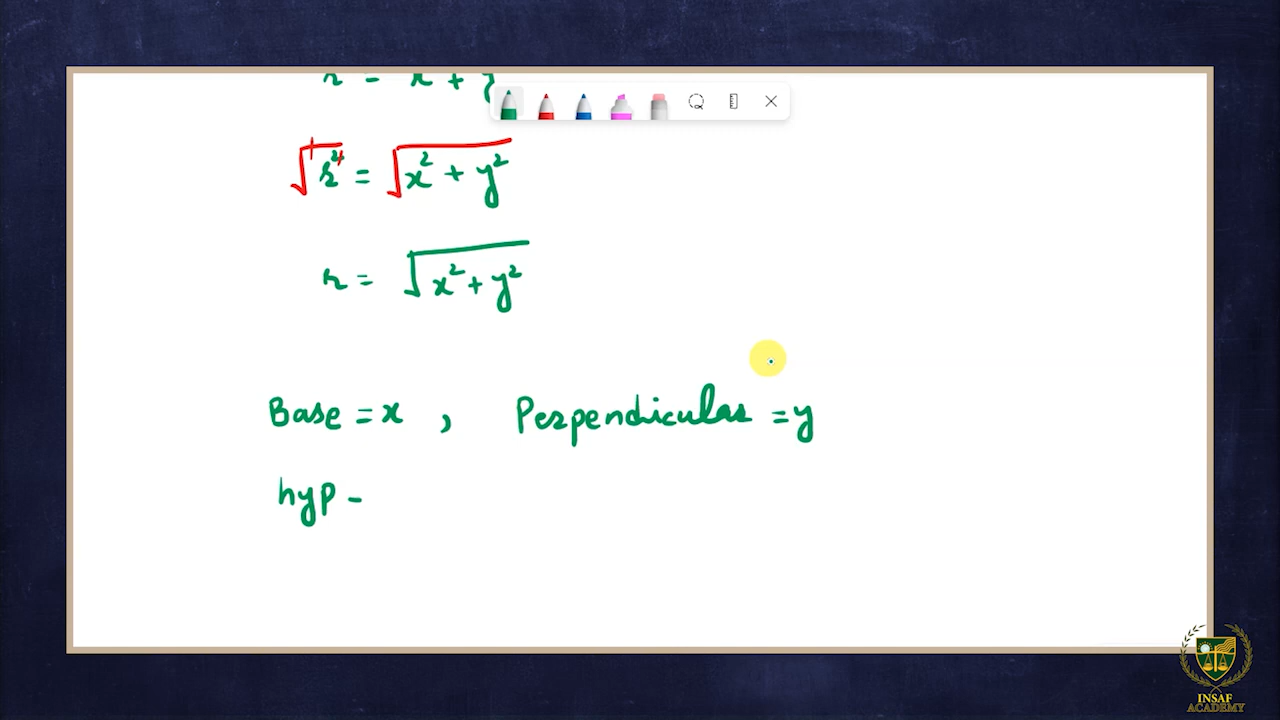 r = x + y
√r² = √x² + y²
r = √x² + y²
Base = x , Perpendicular = y
hyp -
INSAF
ACADEMY